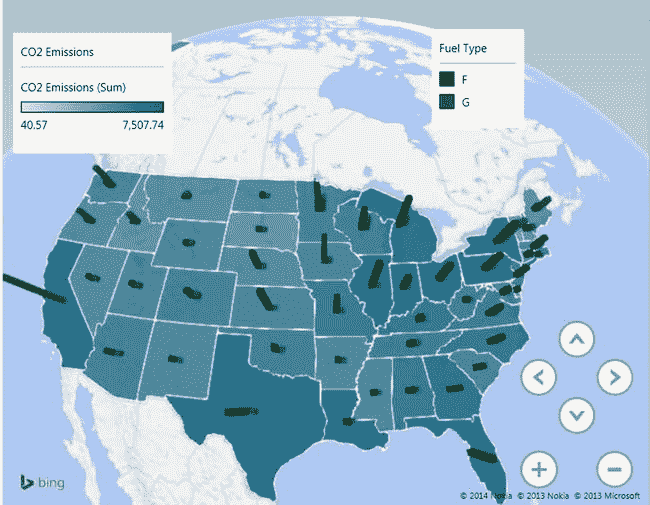 CO2 Emissions
CO2 Emissions (Sum)
40.57 7,507.74
Fuel Type
F
G
bing
© 2014 Nokia © 2013 Nokia © 2013 Microsoft